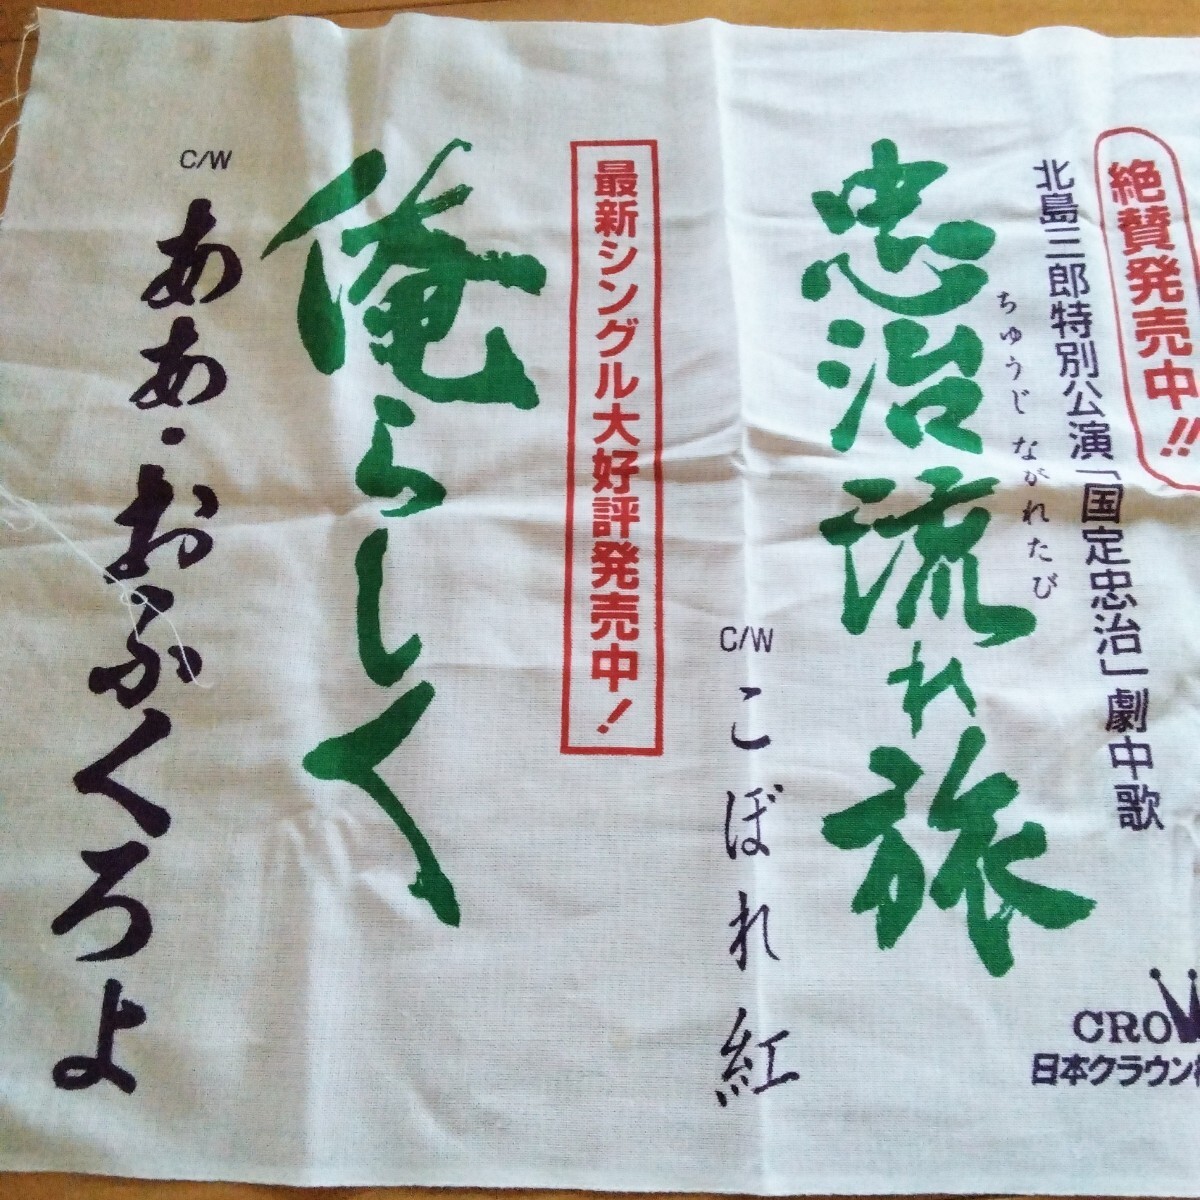 絶賛発売中!!
北島三郎特別公演「国定忠治」劇中歌
ちゅうじ ながれたび
忠治流れ旅
C/W
こぼれ紅
最新シングル大好評発売中!
俺らしく
C/W
ああ・おふくろよ
CROW
日本クラウン